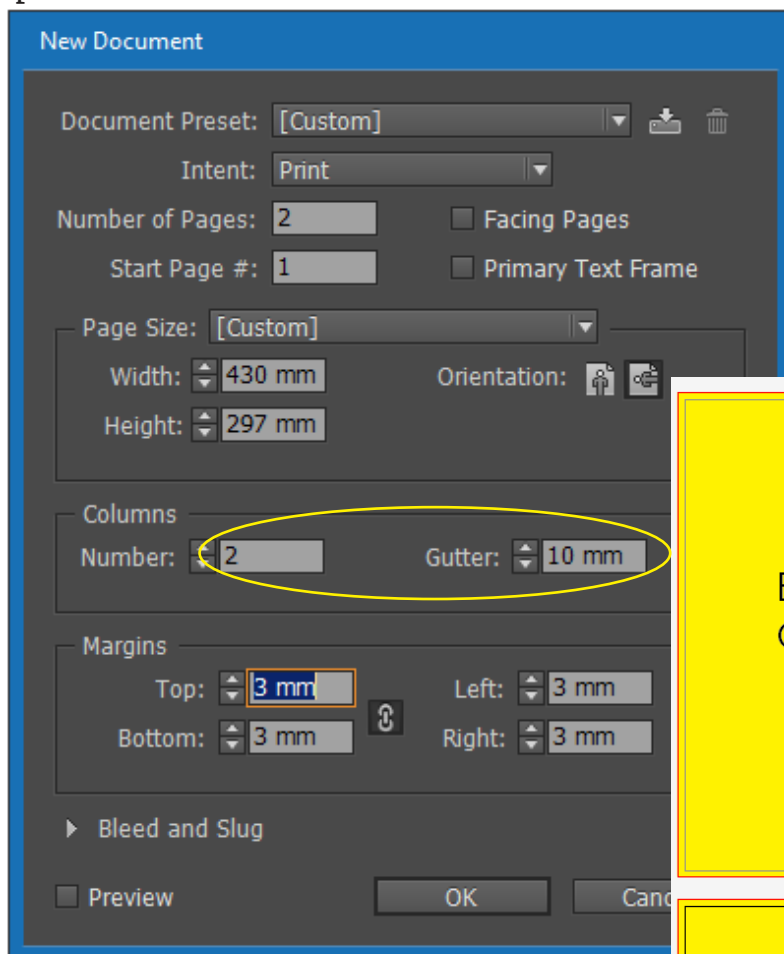 New Document
Document Preset: [Custom]
Intent: Print
Number of Pages: 2 Facing Pages
Start Page #: 1 Primary Text Frame
Page Size: [Custom]
Width: 430 mm Orientation:
Height: 297 mm
Columns
Number: 2 Gutter: 10 mm
Margins
Top: 3 mm Left: 3 mm
Bottom: 3 mm Right: 3 mm
Bleed and Slug
Preview OK